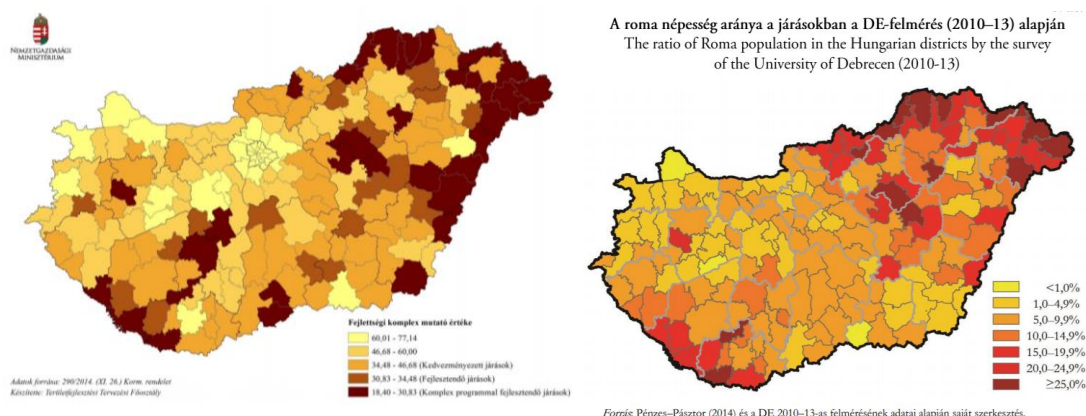 NEMZETGAZDASÁGI
MINISZTÉRIUM
Fejlettségi komplex mutató értéke
60,01 - 77,14
46,68 - 60,00
34,48 - 46,68 (Kedvezményezett járások)
30,83 - 34,48 (Fejlesztendő járások)
18,40 - 30,83 (Komplex programmal fejlesztendő járások)
Adatok forrása: 290/2014. (XI. 26.) Korm. rendelet
Készítette: Területfejlesztési Tervezési Főosztály
A roma népesség aránya a járásokban a DE-felmérés (2010–13) alapján
The ratio of Roma population in the Hungarian districts by the survey
of the University of Debrecen (2010-13)
<1,0%
1,0–4,9%
5,0–9,9%
10,0–14,9%
15,0–19,9%
20,0–24,9%
≥25,0%
Forrás: Pénzes–Pásztor (2014) és a DE 2010–13-as felmérésének adatai alapján saját szerkesztés.